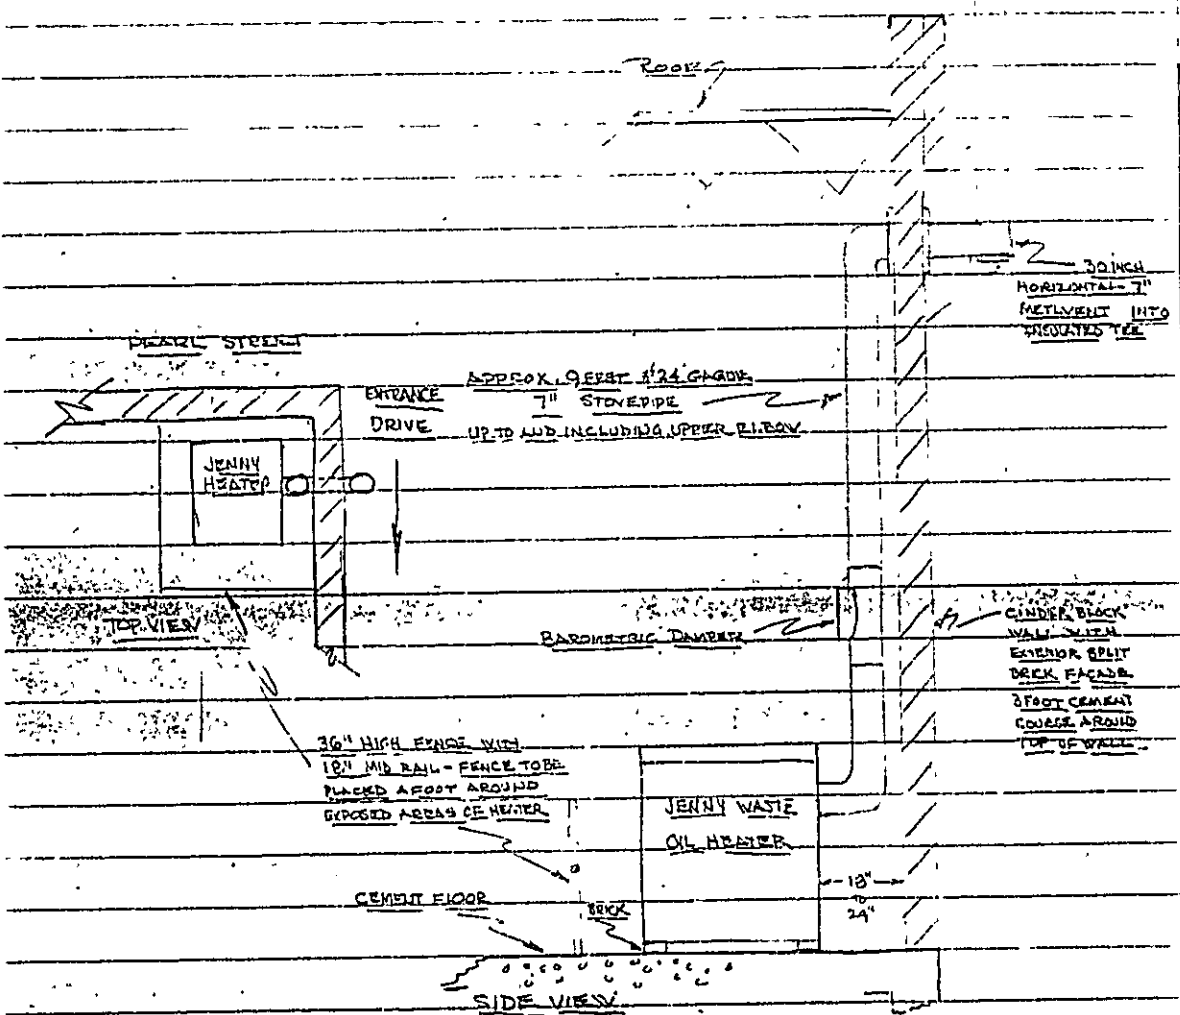 ROOF
30 INCH
HORIZONTAL- 7"
METLVENT INTO
INSULATED TEE
PEARL STREET
ENTRANCE
DRIVE
APPROX. 9 FEET 24 GAGUE
7" STOVEPIPE
UP TO AND INCLUDING UPPER ELBOW
JENNY
HEATER
TOP VIEW
BAROMETRIC DAMPER
CINDER BLOCK
WALL WITH
EXTERIOR SPLIT
BRICK FACADE
3 FOOT CEMENT
COURSE AROUND
TOP OF WALL
36" HIGH FENCE WITH
18" MID RAIL - FENCE TO BE
PLACED A FOOT AROUND
EXPOSED AREAS OF HEATER
JENNY WASTE
OIL HEATER
18"
TO
24"
CEMENT FLOOR
BRICK
SIDE VIEW